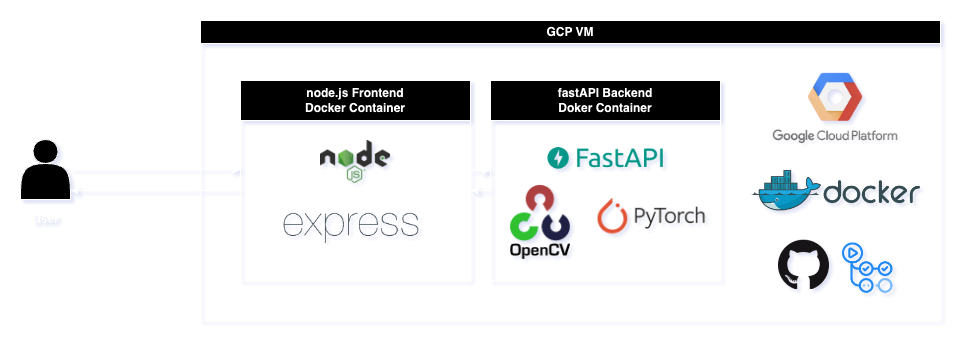 GCP VM
node.js Frontend
Docker Container
fastAPI Backend
Doker Container
Google Cloud Platform
node
JS
FastAPI
docker
User
express
OpenCV
PyTorch